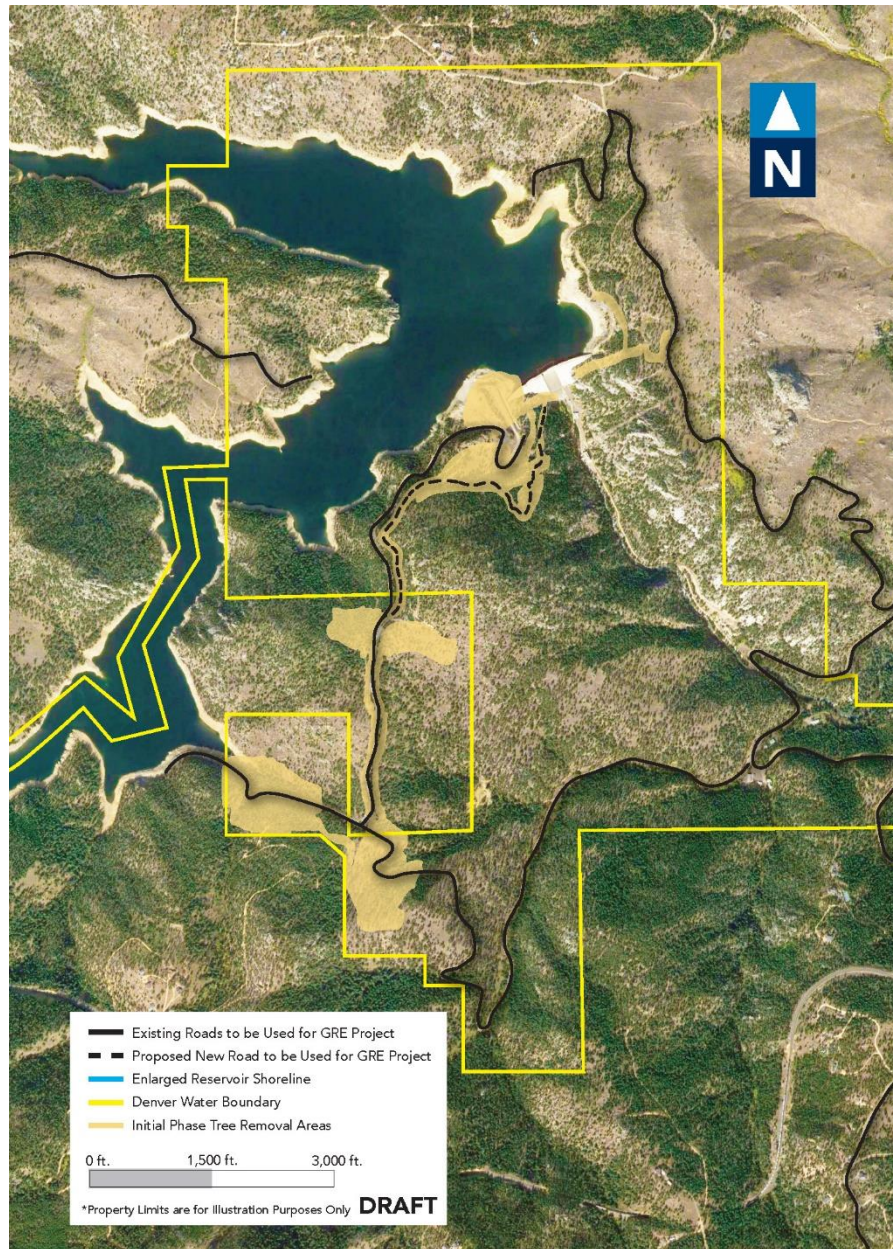 N
Existing Roads to be Used for GRE Project
Proposed New Road to be Used for GRE Project
Enlarged Reservoir Shoreline
Denver Water Boundary
Initial Phase Tree Removal Areas
0 ft. 1,500 ft. 3,000 ft.
*Property Limits are for Illustration Purposes Only DRAFT